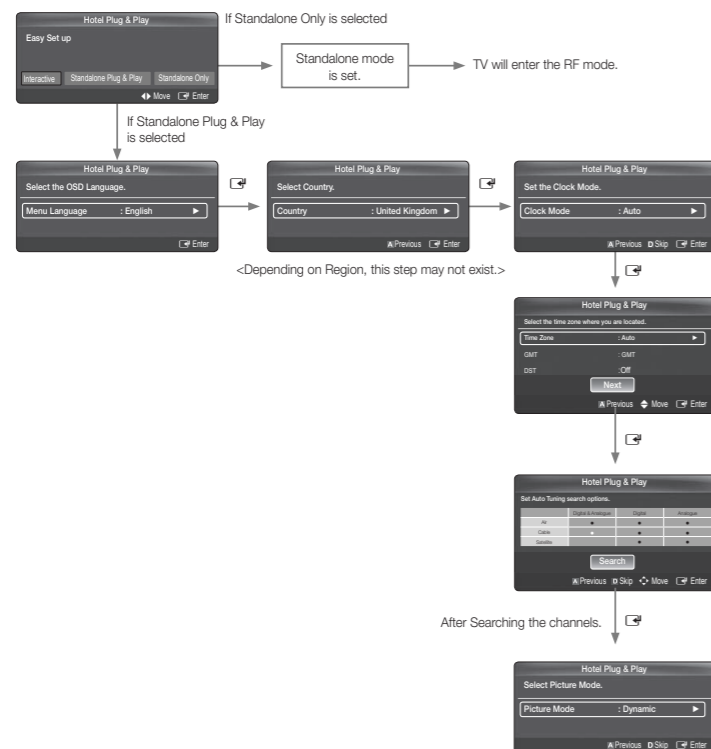 Hotel Plug & Play
Easy Set up
Interactive Standalone Plug & Play Standalone Only
Move Enter
If Standalone Only is selected
Standalone mode
is set.
TV will enter the RF mode.
If Standalone Plug & Play
is selected
Hotel Plug & Play
Select the OSD Language.
Menu Language : English ►
Enter
Hotel Plug & Play
Select Country.
Country : United Kingdom ►
A Previous Enter
<Depending on Region, this step may not exist.>
Hotel Plug & Play
Set the Clock Mode.
Clock Mode : Auto ►
A Previous D Skip Enter
Hotel Plug & Play
Select the time zone where you are located.
Time Zone : Auto ►
GMT : GMT
DST :Off
Next
A Previous Move Enter
Hotel Plug & Play
Set Auto Tuning search options.
Digital & Analogue Digital Analogue
Air
Cable
Satellite
Search
A Previous D Skip Move Enter
After Searching the channels.
Hotel Plug & Play
Select Picture Mode.
Picture Mode : Dynamic ►
A Previous D Skip Enter